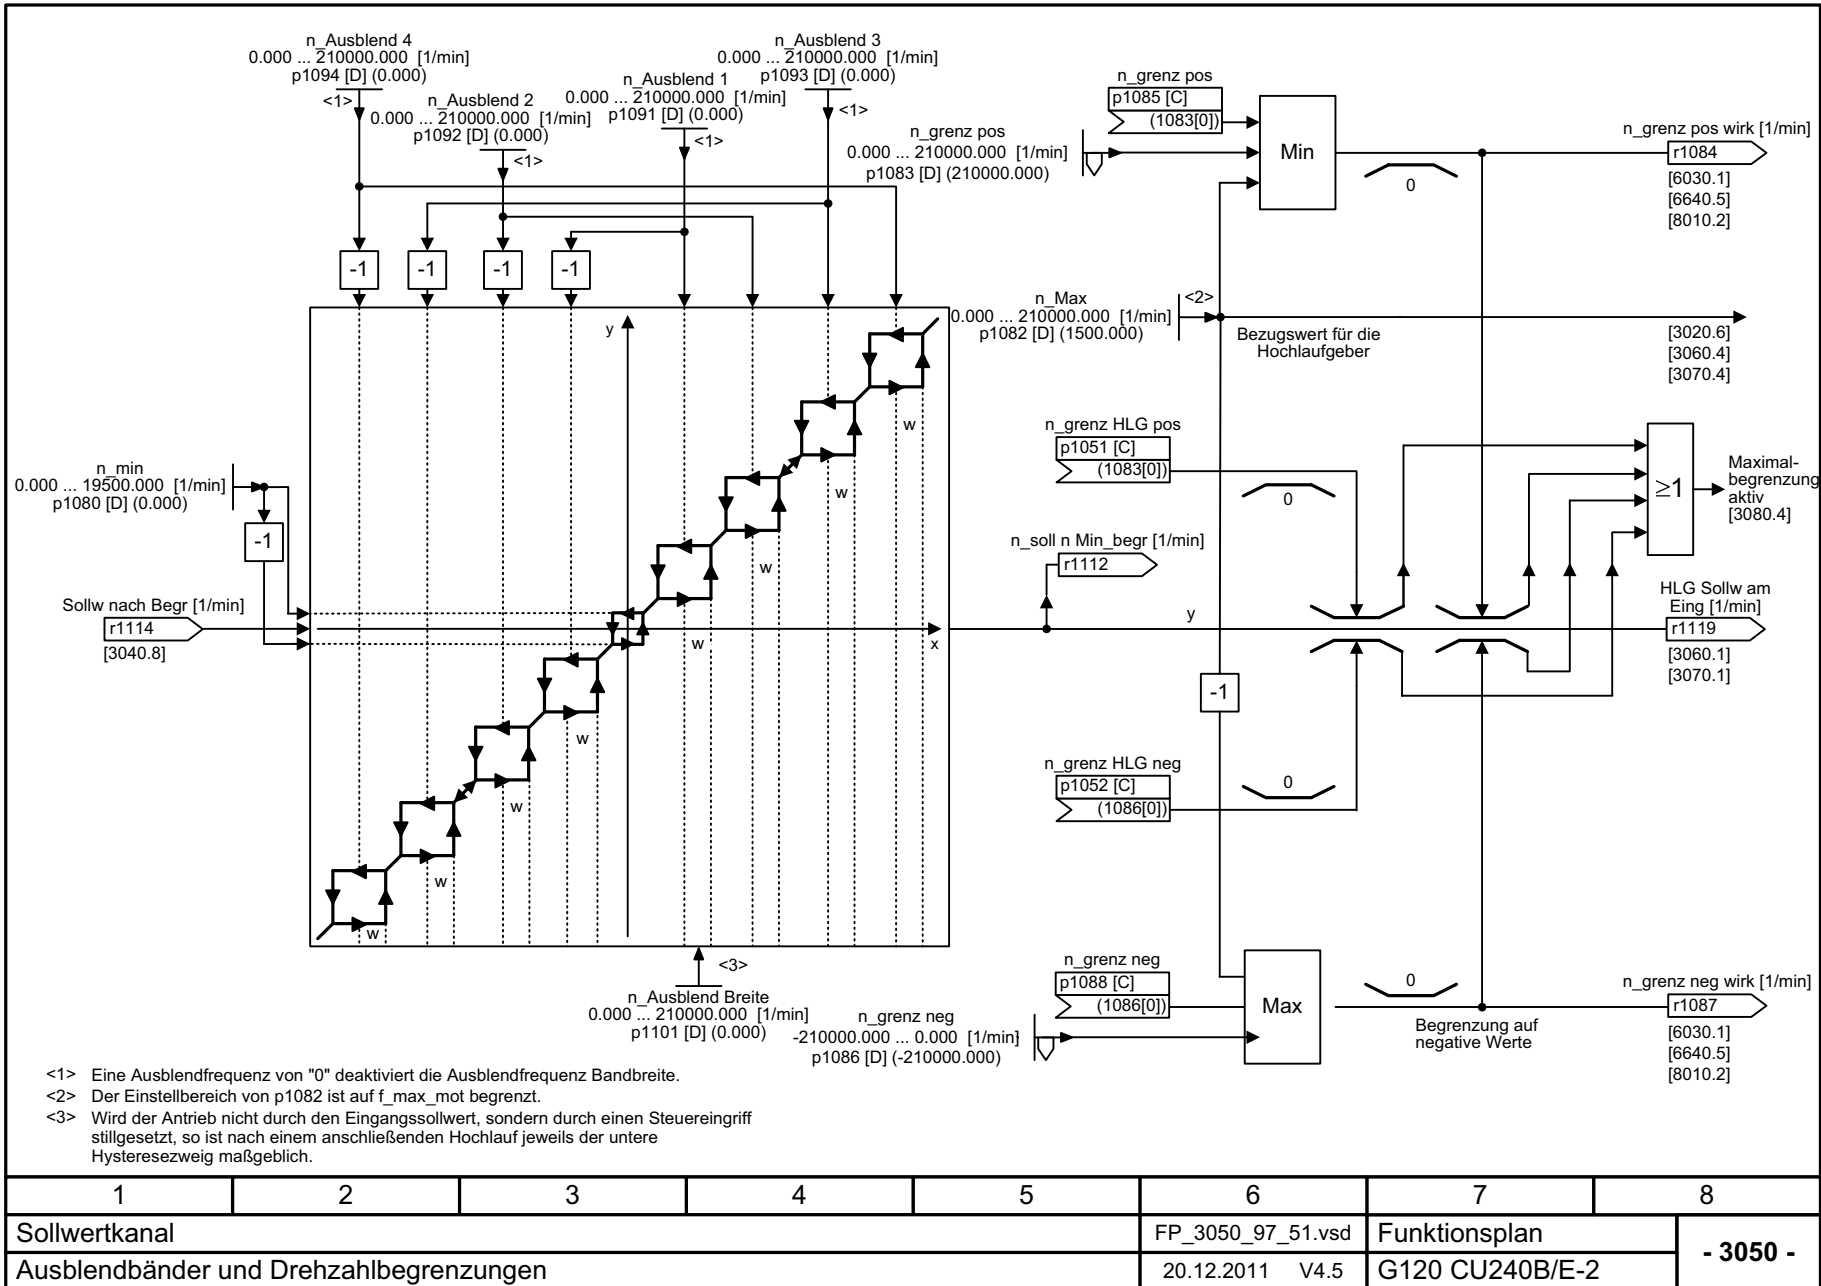 n_Ausblend 4
0.000 ... 210000.000 [1/min]
p1094 [D] (0.000)
<1>
n_Ausblend 2
0.000 ... 210000.000 [1/min]
p1092 [D] (0.000)
<1>
n_Ausblend 1
0.000 ... 210000.000 [1/min]
p1091 [D] (0.000)
<1>
n_Ausblend 3
0.000 ... 210000.000 [1/min]
p1093 [D] (0.000)
<1>
-1
-1
-1
-1
n_grenz pos
p1085 [C]
(1083[0])
n_grenz pos
0.000 ... 210000.000 [1/min]
p1083 [D] (210000.000)
Min
0
n_grenz pos wirk [1/min]
r1084
[6030.1]
[6640.5]
[8010.2]
n_Max
0.000 ... 210000.000 [1/min]
p1082 [D] (1500.000)
<2>
Bezugswert für die
Hochlaufgeber
[3020.6]
[3060.4]
[3070.4]
y
w
w
w
w
w
w
w
w
x
n_min
0.000 ... 19500.000 [1/min]
p1080 [D] (0.000)
-1
Sollw nach Begr [1/min]
r1114
[3040.8]
n_grenz HLG pos
p1051 [C]
(1083[0])
0
≥1
Maximal-
begrenzung
aktiv
[3080.4]
n_soll n Min_begr [1/min]
r1112
y
HLG Sollw am
Eing [1/min]
r1119
[3060.1]
[3070.1]
-1
n_grenz HLG neg
p1052 [C]
(1086[0])
0
<3>
n_Ausblend Breite
0.000 ... 210000.000 [1/min]
p1101 [D] (0.000)
n_grenz neg
p1088 [C]
(1086[0])
n_grenz neg
-210000.000 ... 0.000 [1/min]
p1086 [D] (-210000.000)
Max
0
Begrenzung auf
negative Werte
n_grenz neg wirk [1/min]
r1087
[6030.1]
[6640.5]
[8010.2]
<1> Eine Ausblendfrequenz von "0" deaktiviert die Ausblendfrequenz Bandbreite.
<2> Der Einstellbereich von p1082 ist auf f_max_mot begrenzt.
<3> Wird der Antrieb nicht durch den Eingangssollwert, sondern durch einen Steuereingriff
stillgesetzt, so ist nach einem anschließenden Hochlauf jeweils der untere
Hysteresezweig maßgeblich.
1 2 3 4 5 6 7 8
Sollwertkanal FP_3050_97_51.vsd Funktionsplan
- 3050 -
Ausblendbänder und Drehzahlbegrenzungen 20.12.2011 V4.5 G120 CU240B/E-2